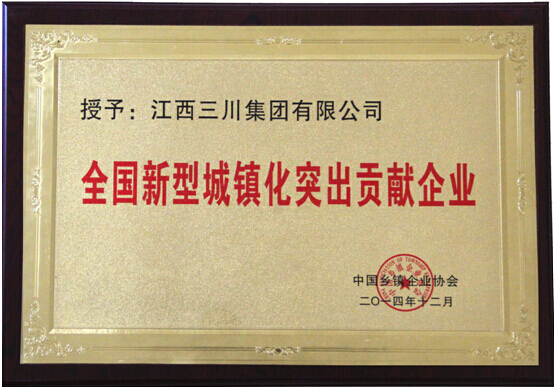 授予：江西三川集团有限公司
全国新型城镇化突出贡献企业
中国乡镇企业协会
二〇一四年十二月